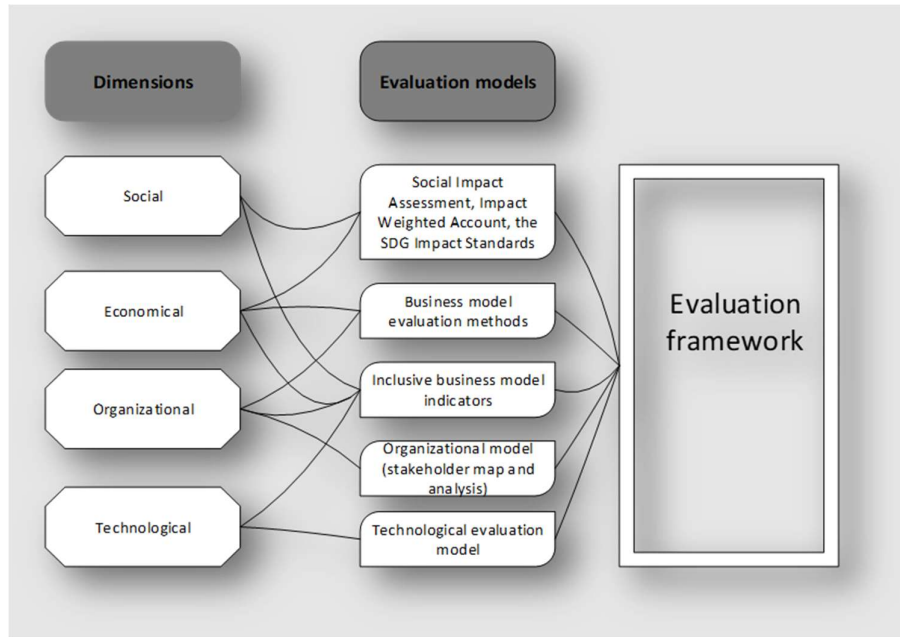 Dimensions
Evaluation models
Social
Social Impact
Assessment, Impact
Weighted Account, the
SDG Impact Standards
Economical
Business model
evaluation methods
Evaluation
framework
Organizational
Inclusive business model
indicators
Organizational model
(stakeholder map and
analysis)
Technological
Technological evaluation
model